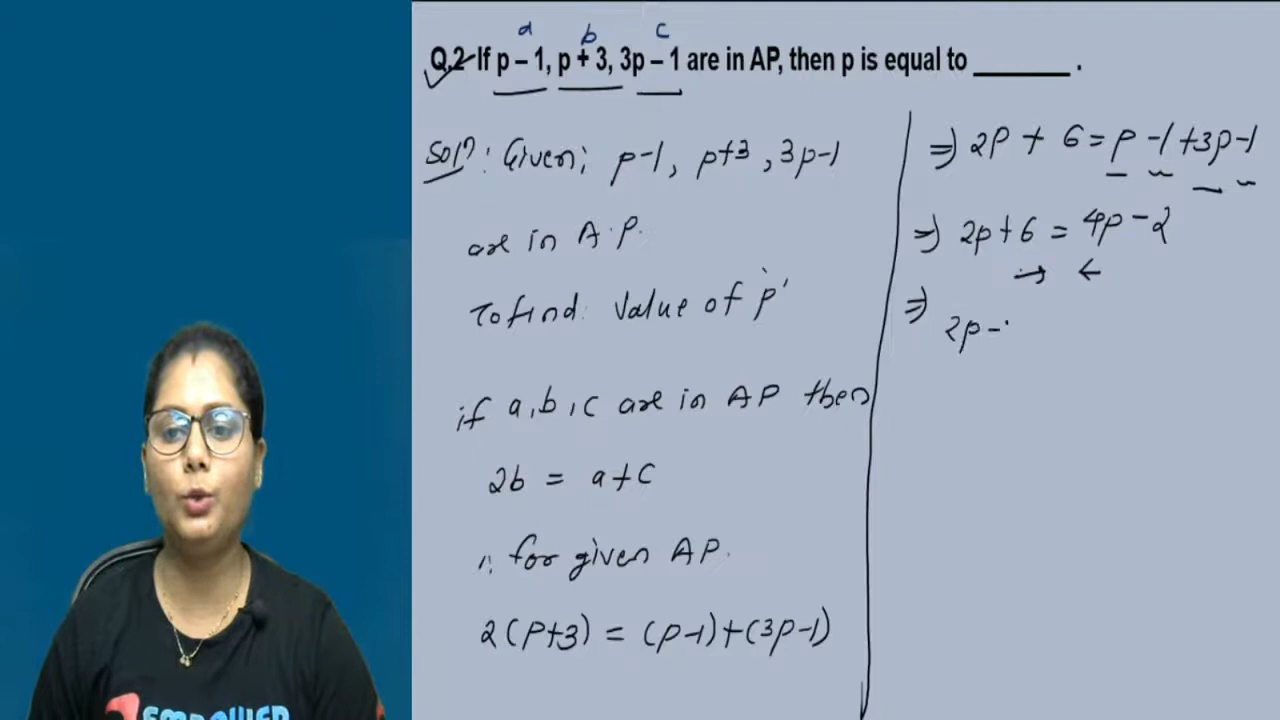 a b c
Q.2 If p – 1, p + 3, 3p – 1 are in AP, then p is equal to ________ .
Soln: Given; p-1, p+3, 3p-1
are in A.P.
To find: Value of 'p'
if a, b, c are in AP then
2b = a+c
∴ for given AP.
2(p+3) = (p-1)+(3p-1)
⇒ 2p + 6 = p -1 +3p-1
⇒ 2p+6 = 4p-2
⇒ 2p-
EMPOWER